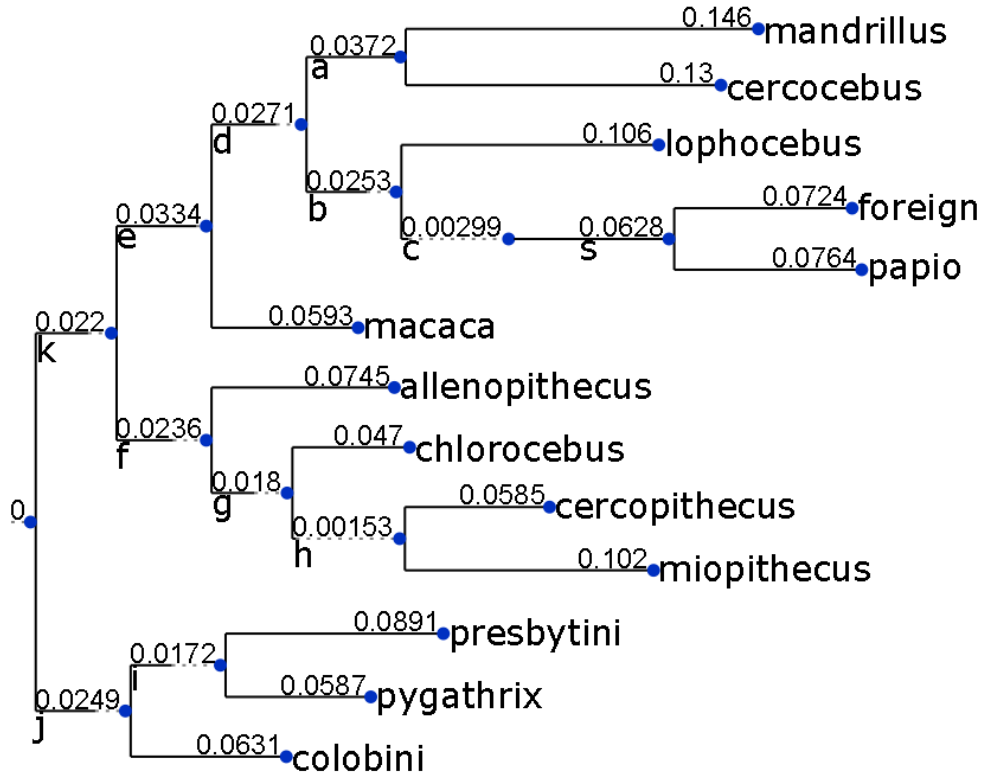 0.146 mandrillus
0.0372
a
0.13 cercocebus
0.0271
d
0.106 lophocebus
0.0253
b
0.0724 foreign
0.0334
e
0.00299 0.0628
c s
0.0764 papio
0.022
k
0.0593 macaca
0.0745 allenopithecus
0.0236
f
0.047 chlorocebus
0.018
g
0.0585 cercopithecus
0
0.00153
h
0.102 miopithecus
0.0891 presbytini
0.0172
i
0.0249
j
0.0587 pygathrix
0.0631 colobini